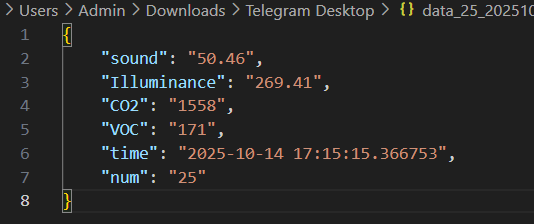 > Users > Admin > Downloads > Telegram Desktop > {} data_25_202510
1 {
2 "sound": "50.46",
3 "Illuminance": "269.41",
4 "CO2": "1558",
5 "VOC": "171",
6 "time": "2025-10-14 17:15:15.366753",
7 "num": "25"
8 }